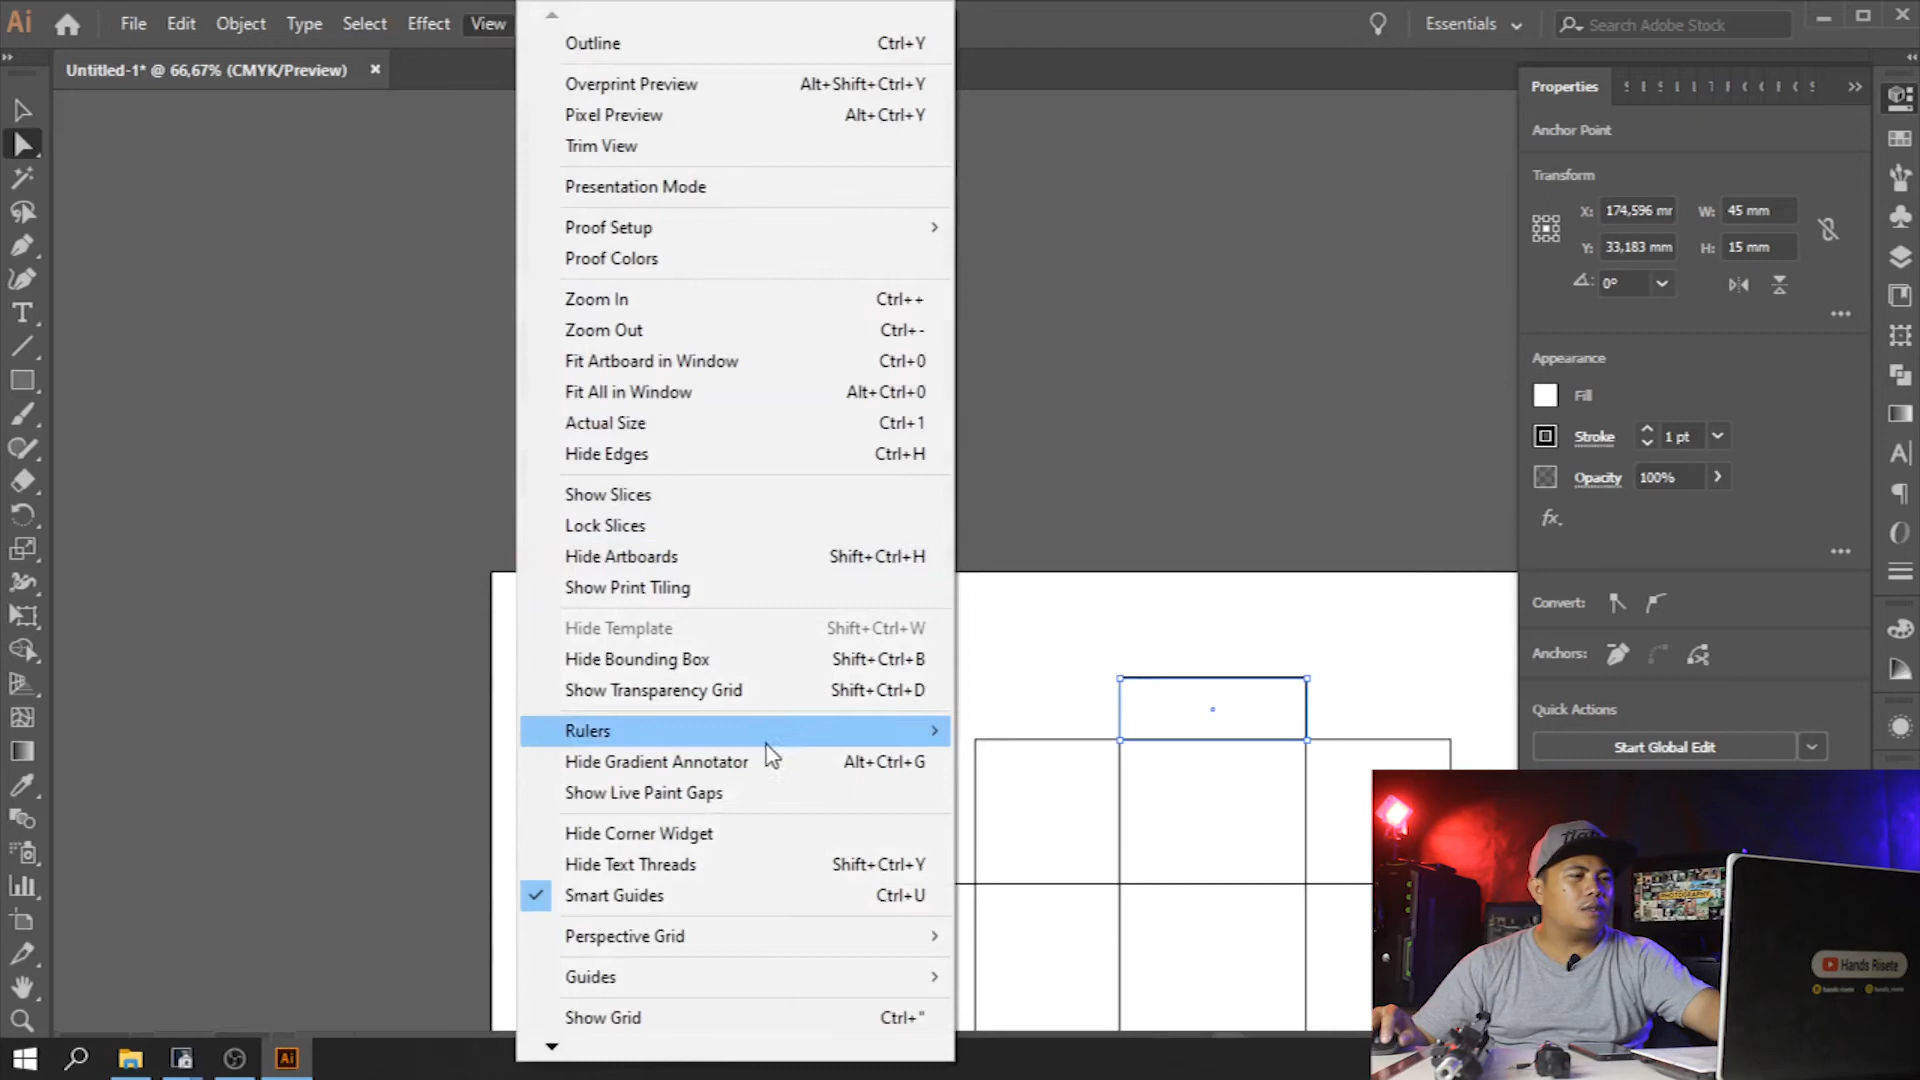 Ai
File Edit Object Type Select Effect View
Essentials
Search Adobe Stock
Untitled-1* @ 66,67% (CMYK/Preview) ×
Outline Ctrl+Y
Overprint Preview Alt+Shift+Ctrl+Y
Pixel Preview Alt+Ctrl+Y
Trim View
Presentation Mode
Proof Setup
Proof Colors
Zoom In Ctrl++
Zoom Out Ctrl+-
Fit Artboard in Window Ctrl+0
Fit All in Window Alt+Ctrl+0
Actual Size Ctrl+1
Hide Edges Ctrl+H
Show Slices
Lock Slices
Hide Artboards Shift+Ctrl+H
Show Print Tiling
Hide Template Shift+Ctrl+W
Hide Bounding Box Shift+Ctrl+B
Show Transparency Grid Shift+Ctrl+D
Rulers
Hide Gradient Annotator Alt+Ctrl+G
Show Live Paint Gaps
Hide Corner Widget
Hide Text Threads Shift+Ctrl+Y
Smart Guides Ctrl+U
Perspective Grid
Guides
Show Grid Ctrl+"
Properties
Anchor Point
Transform
X: 174,596 mr W: 45 mm
Y: 33,183 mm H: 15 mm
0°
Appearance
Fill
Stroke 1 pt
Opacity 100%
fx.
Convert:
Anchors:
Quick Actions
Start Global Edit
PHOTOGRAPHY
Hands Risete
hands risete
Ai